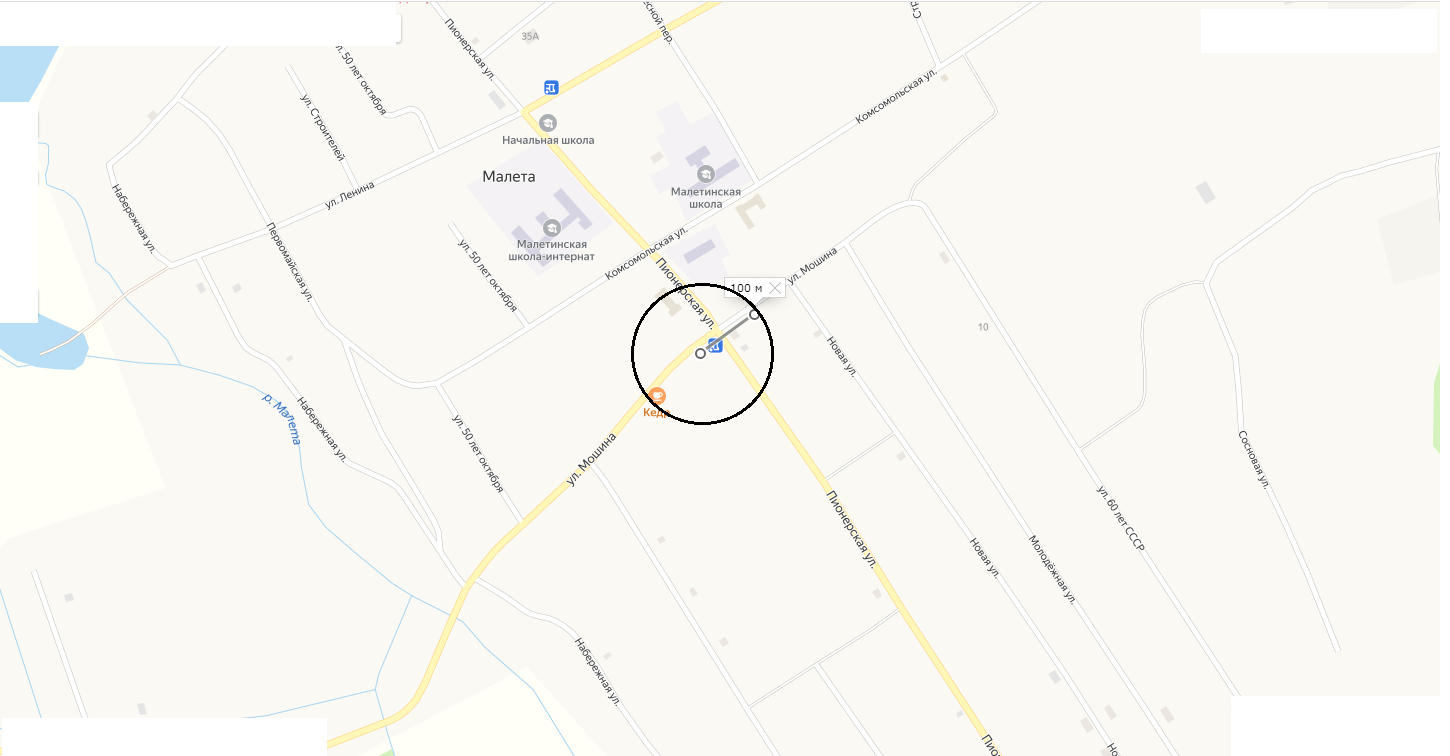 Пионерская ул.
35А
ул. 50 лет октября
ул. Строителей
Комсомольская ул.
Начальная школа
Малета
Малетинская
школа
ул. Ленина
Набережная ул.
Первомайская ул.
Малетинская
школа-интернат
ул. 50 лет октября
Комсомольская ул.
Пионерская ул.
ул. Мошина
100 м
10
Новая ул.
р. Малета
Набережная ул.
ул. 50 лет октября
Кедр
ул. Мошина
Сосновая ул.
Пионерская ул.
ул. 60 лет СССР
Новая ул.
Молодёжная ул.
Набережная ул.